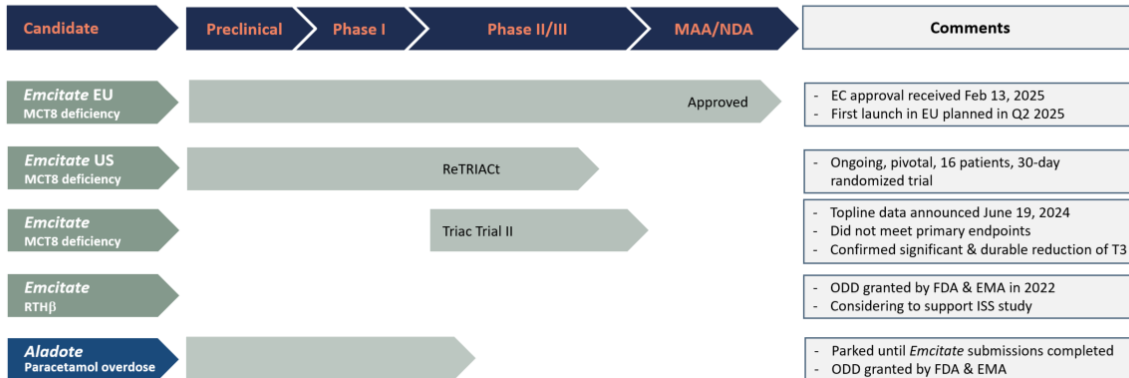 Candidate
Preclinical
Phase I
Phase II/III
MAA/NDA
Comments
Emcitate EU
MCT8 deficiency
Approved
- EC approval received Feb 13, 2025
- First launch in EU planned in Q2 2025
Emcitate US
MCT8 deficiency
ReTRIACt
- Ongoing, pivotal, 16 patients, 30-day
randomized trial
Emcitate
MCT8 deficiency
Triac Trial II
- Topline data announced June 19, 2024
- Did not meet primary endpoints
- Confirmed significant & durable reduction of T3
Emcitate
RTHβ
- ODD granted by FDA & EMA in 2022
- Considering to support ISS study
Aladote
Paracetamol overdose
- Parked until Emcitate submissions completed
- ODD granted by FDA & EMA